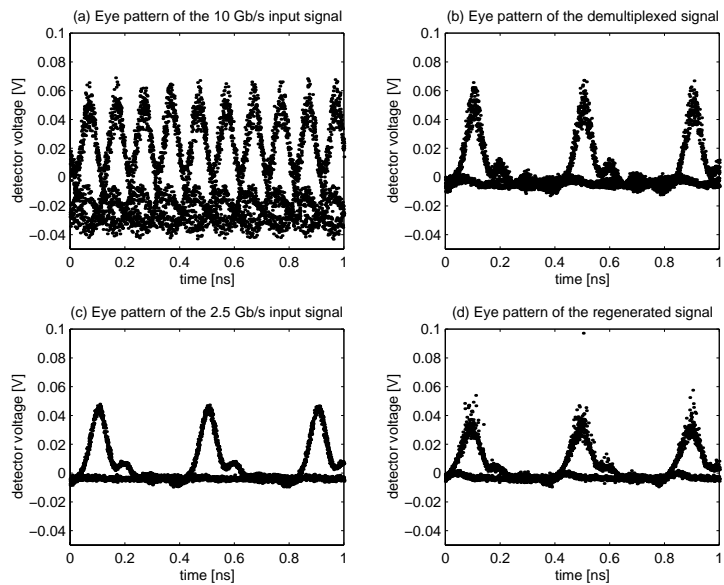 (a) Eye pattern of the 10 Gb/s input signal
0.1
0.08
0.06
0.04
0.02
0
−0.02
−0.04
detector voltage [V]
0 0.2 0.4 0.6 0.8 1
time [ns]
(b) Eye pattern of the demultiplexed signal
0.1
0.08
0.06
0.04
0.02
0
−0.02
−0.04
detector voltage [V]
0 0.2 0.4 0.6 0.8 1
time [ns]
(c) Eye pattern of the 2.5 Gb/s input signal
0.1
0.08
0.06
0.04
0.02
0
−0.02
−0.04
detector voltage [V]
0 0.2 0.4 0.6 0.8 1
time [ns]
(d) Eye pattern of the regenerated signal
0.1
0.08
0.06
0.04
0.02
0
−0.02
−0.04
detector voltage [V]
0 0.2 0.4 0.6 0.8 1
time [ns]